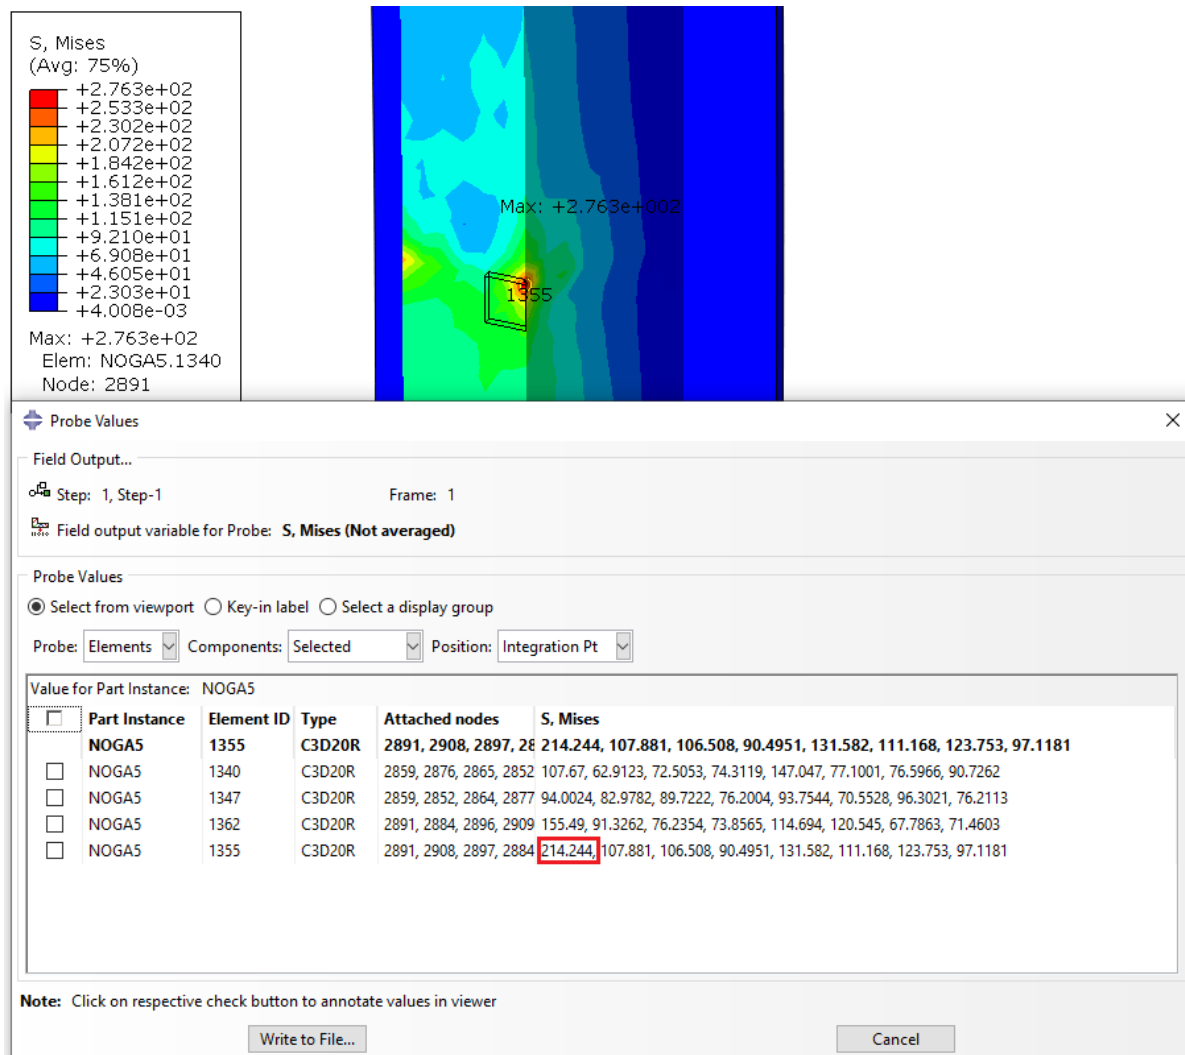 S, Mises
(Avg: 75%)
+2.763e+02
+2.533e+02
+2.302e+02
+2.072e+02
+1.842e+02
+1.612e+02
+1.381e+02
+1.151e+02
+9.210e+01
+6.908e+01
+4.605e+01
+2.303e+01
+4.008e-03
Max: +2.763e+02
Elem: NOGA5.1340
Node: 2891
Max: +2.763e+002
1355
Probe Values
Field Output...
Step: 1, Step-1 Frame: 1
Field output variable for Probe: S, Mises (Not averaged)
Probe Values
Select from viewport Key-in label Select a display group
Probe: Elements Components: Selected Position: Integration Pt
Value for Part Instance: NOGA5
Part Instance Element ID Type Attached nodes S, Mises
NOGA5 1355 C3D20R 2891, 2908, 2897, 28 214.244, 107.881, 106.508, 90.4951, 131.582, 111.168, 123.753, 97.1181
NOGA5 1340 C3D20R 2859, 2876, 2865, 2852 107.67, 62.9123, 72.5053, 74.3119, 147.047, 77.1001, 76.5966, 90.7262
NOGA5 1347 C3D20R 2859, 2852, 2864, 2877 94.0024, 82.9782, 89.7222, 76.2004, 93.7544, 70.5528, 96.3021, 76.2113
NOGA5 1362 C3D20R 2891, 2884, 2896, 2909 155.49, 91.3262, 76.2354, 73.8565, 114.694, 120.545, 67.7863, 71.4603
NOGA5 1355 C3D20R 2891, 2908, 2897, 2884 214.244, 107.881, 106.508, 90.4951, 131.582, 111.168, 123.753, 97.1181
Note: Click on respective check button to annotate values in viewer
Write to File... Cancel